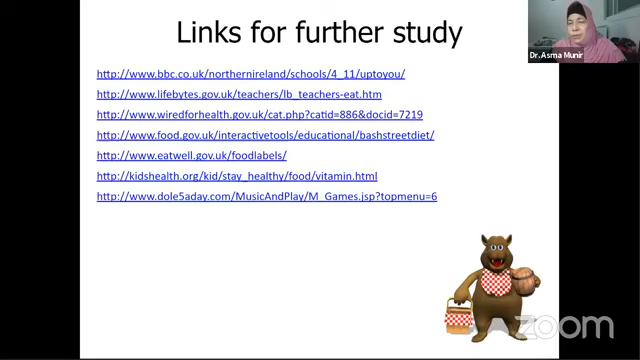 Links for further study
Dr. Asma Munir
http://www.bbc.co.uk/northernireland/schools/4_11/uptoyou/
http://www.lifebytes.gov.uk/teachers/lb_teachers-eat.htm
http://www.wiredforhealth.gov.uk/cat.php?catid=886&docid=7219
http://www.food.gov.uk/interactivetools/educational/bashstreetdiet/
http://www.eatwell.gov.uk/foodlabels/
http://kidshealth.org/kid/stay_healthy/food/vitamin.html
http://www.dole5aday.com/MusicAndPlay/M_Games.jsp?topmenu=6
zoom